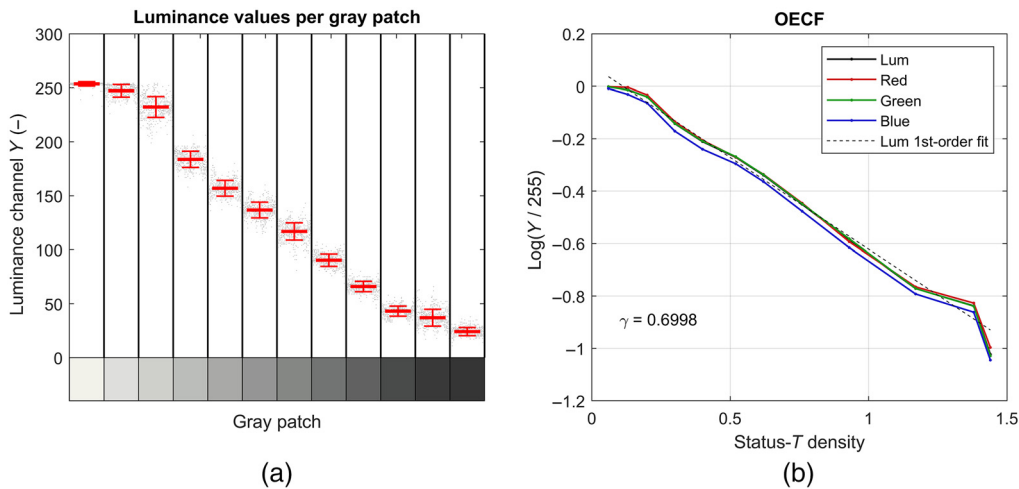 Luminance values per gray patch
300
250
200
150
100
50
0
Luminance channel Y (–)
Gray patch
(a)
OECF
0.2
0
–0.2
–0.4
–0.6
–0.8
–1
–1.2
Log(Y / 255)
Lum
Red
Green
Blue
Lum 1st-order fit
γ = 0.6998
0 0.5 1 1.5
Status-T density
(b)